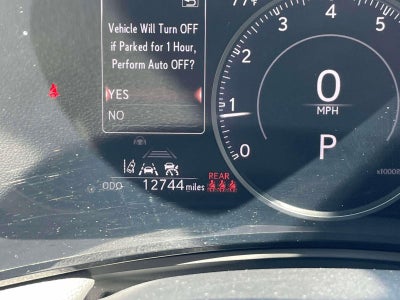 Vehicle Will Turn OFF
if Parked for 1 Hour,
Perform Auto OFF?
YES
NO
ODO 12744 miles
REAR
5
4
3
2
1
0
0
MPH
P
x1000